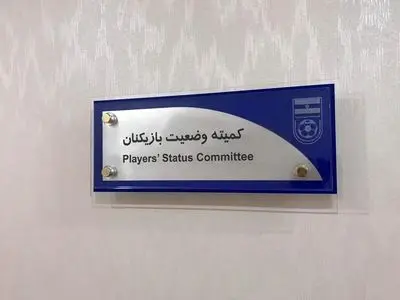 کمیته وضعیت بازیکنان
Players' Status Committee